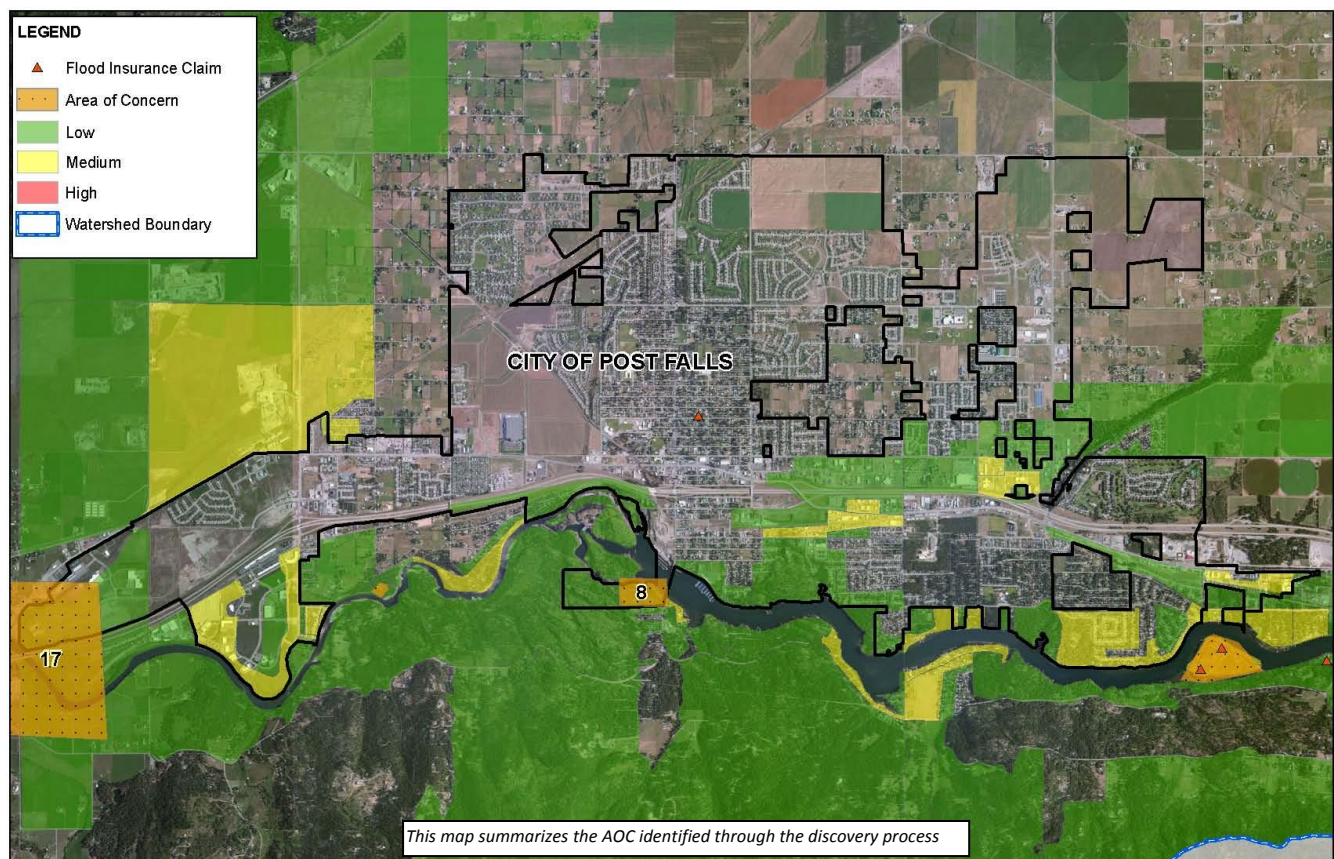 LEGEND
Flood Insurance Claim
Area of Concern
Low
Medium
High
Watershed Boundary
CITY OF POST FALLS
8
17
This map summarizes the AOC identified through the discovery process